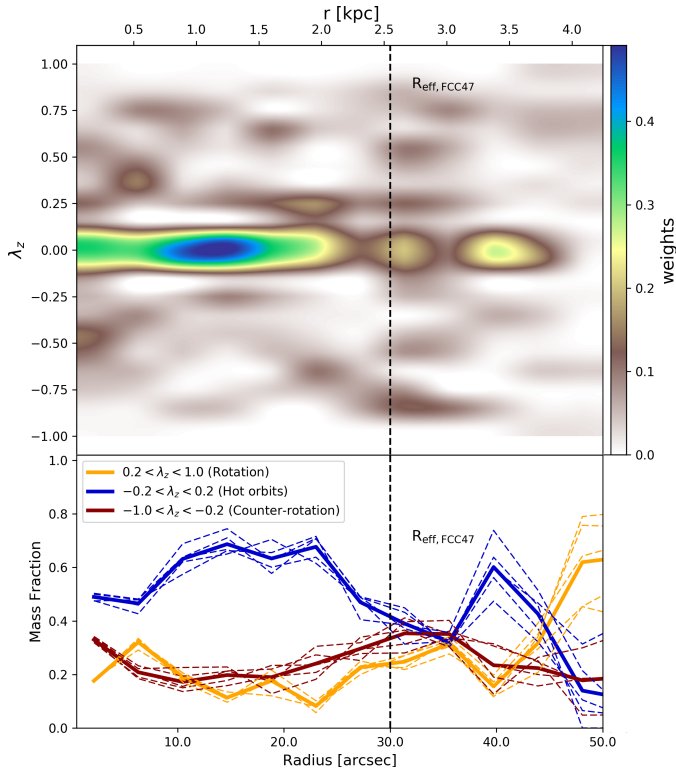 r [kpc]
0.5 1.0 1.5 2.0 2.5 3.0 3.5 4.0
1.00
0.75
0.50
0.25
0.00
−0.25
−0.50
−0.75
−1.00
λz
R_eff, FCC47
0.4
0.3
0.2
0.1
0.0
weights
1.0
0.8
0.6
0.4
0.2
0.0
Mass Fraction
0.2 < λz < 1.0 (Rotation)
−0.2 < λz < 0.2 (Hot orbits)
−1.0 < λz < −0.2 (Counter-rotation)
R_eff, FCC47
10.0 20.0 30.0 40.0 50.0
Radius [arcsec]